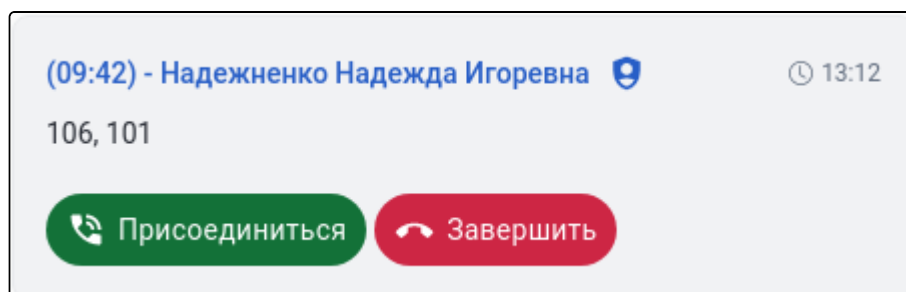 (09:42) - Надежненко Надежда Игоревна 13:12
106, 101
Присоединиться Завершить